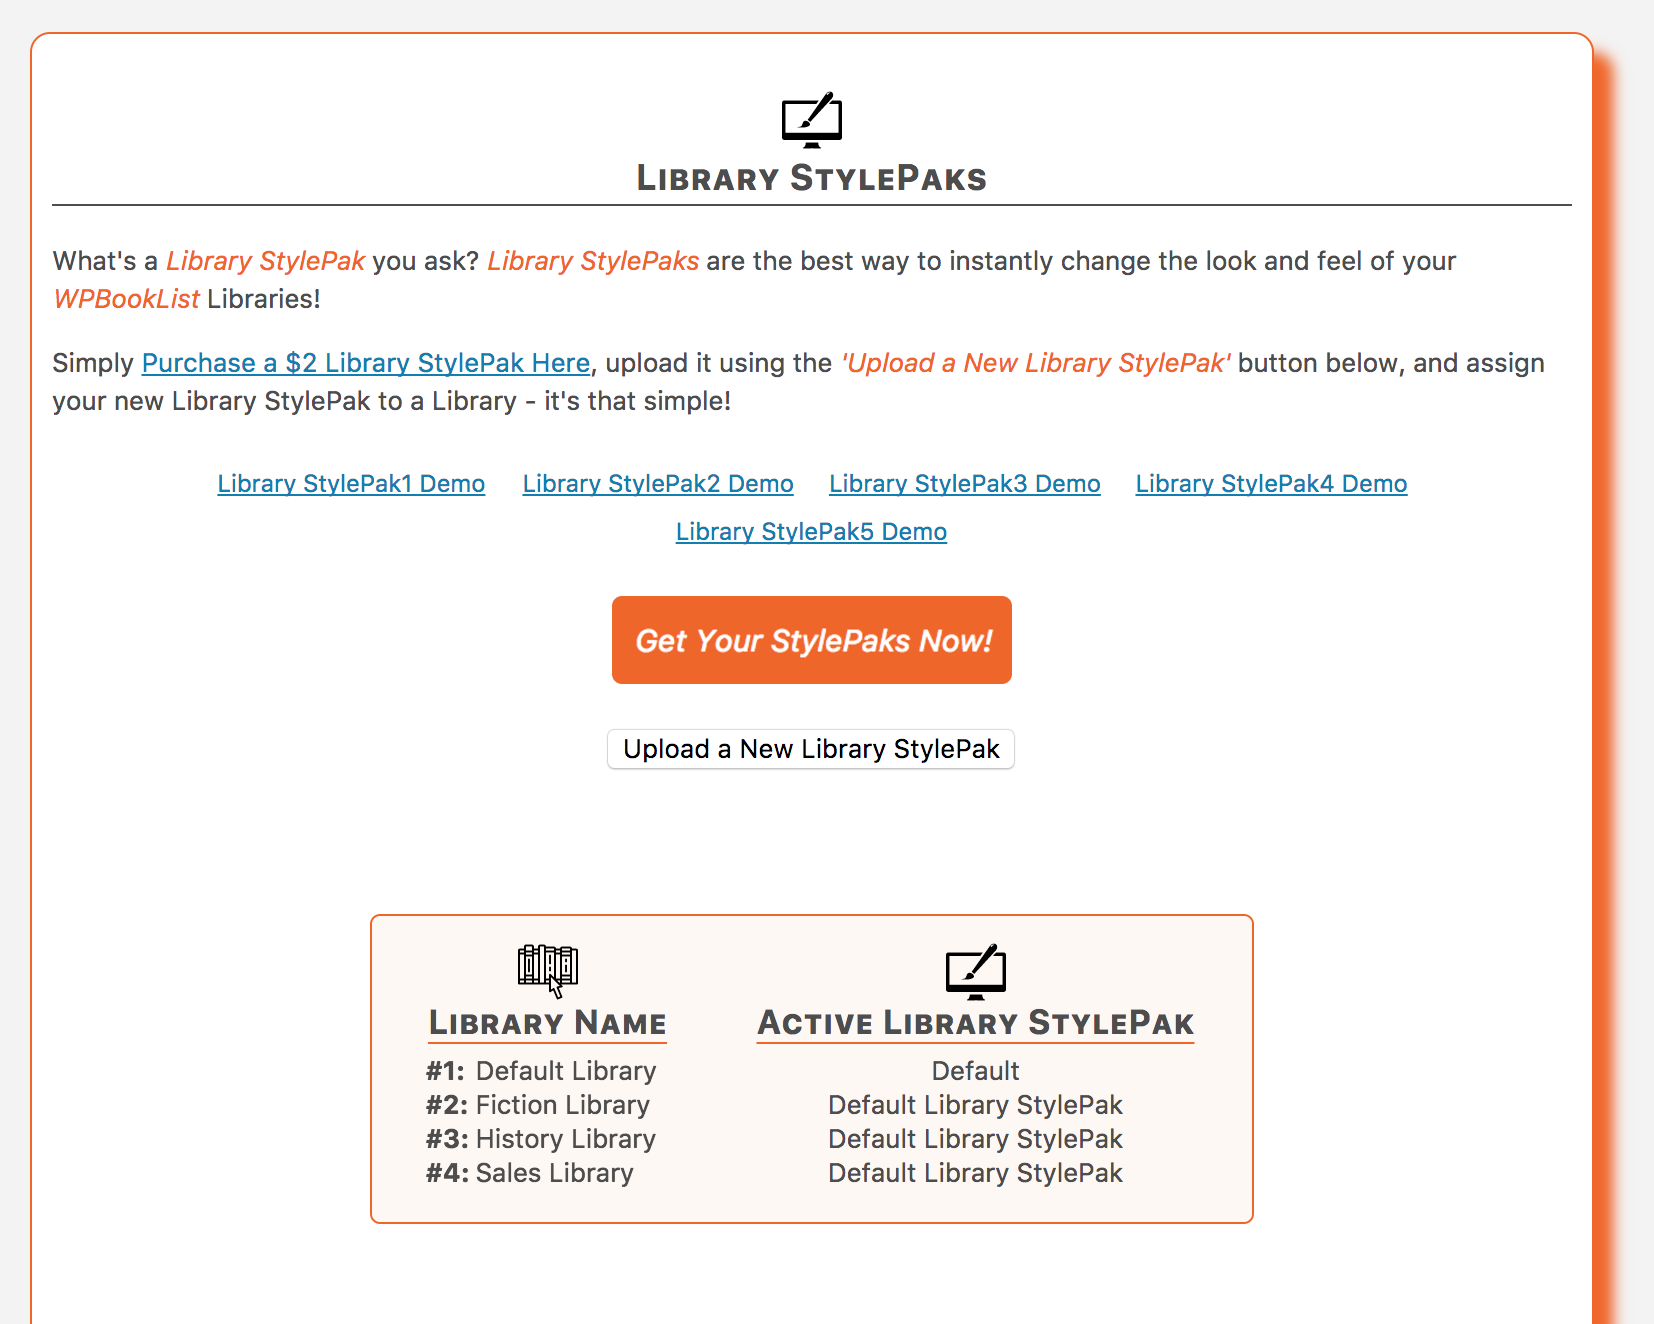 Library StylePaks
What's a Library StylePak you ask? Library StylePaks are the best way to instantly change the look and feel of your
WPBookList Libraries!
Simply Purchase a $2 Library StylePak Here, upload it using the 'Upload a New Library StylePak' button below, and assign
your new Library StylePak to a Library - it's that simple!
Library StylePak1 Demo Library StylePak2 Demo Library StylePak3 Demo Library StylePak4 Demo
Library StylePak5 Demo
Get Your StylePaks Now!
Upload a New Library StylePak
Library Name Active Library StylePak
#1: Default Library Default
#2: Fiction Library Default Library StylePak
#3: History Library Default Library StylePak
#4: Sales Library Default Library StylePak